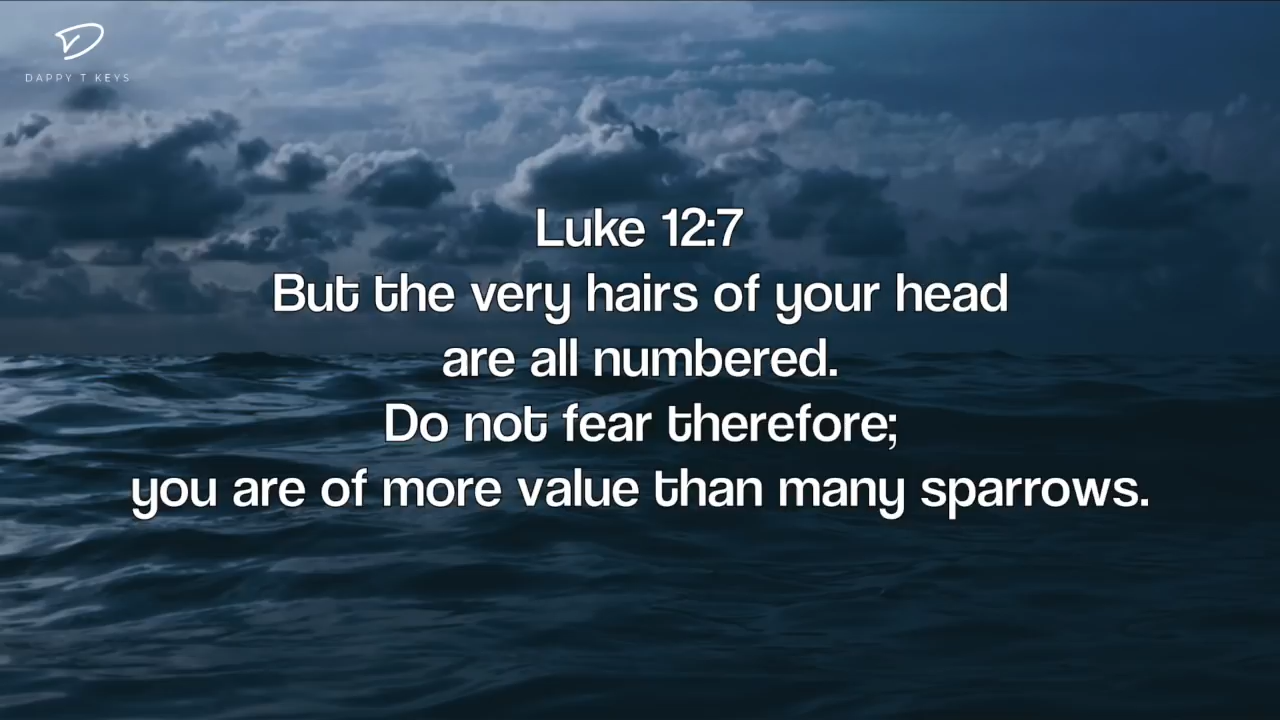 DAPPY T KEYS
Luke 12:7
But the very hairs of your head
are all numbered.
Do not fear therefore;
you are of more value than many sparrows.